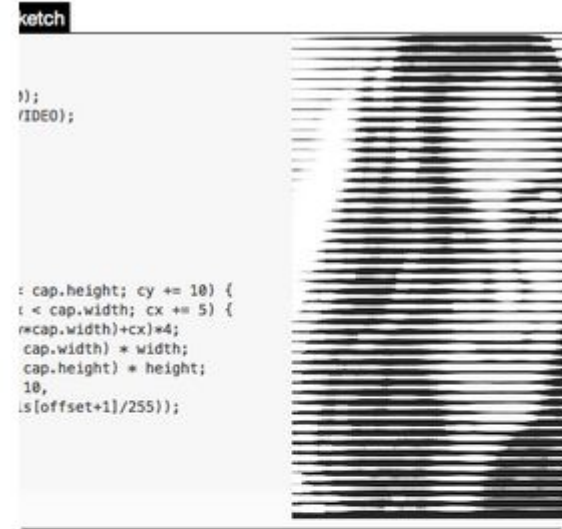 ketch
);
VIDEO);
cap.height; cy += 10) {
< cap.width; cx += 5) {
*cap.width)+cx)*4;
cap.width) * width;
cap.height) * height;
10,
s[offset+1]/255));